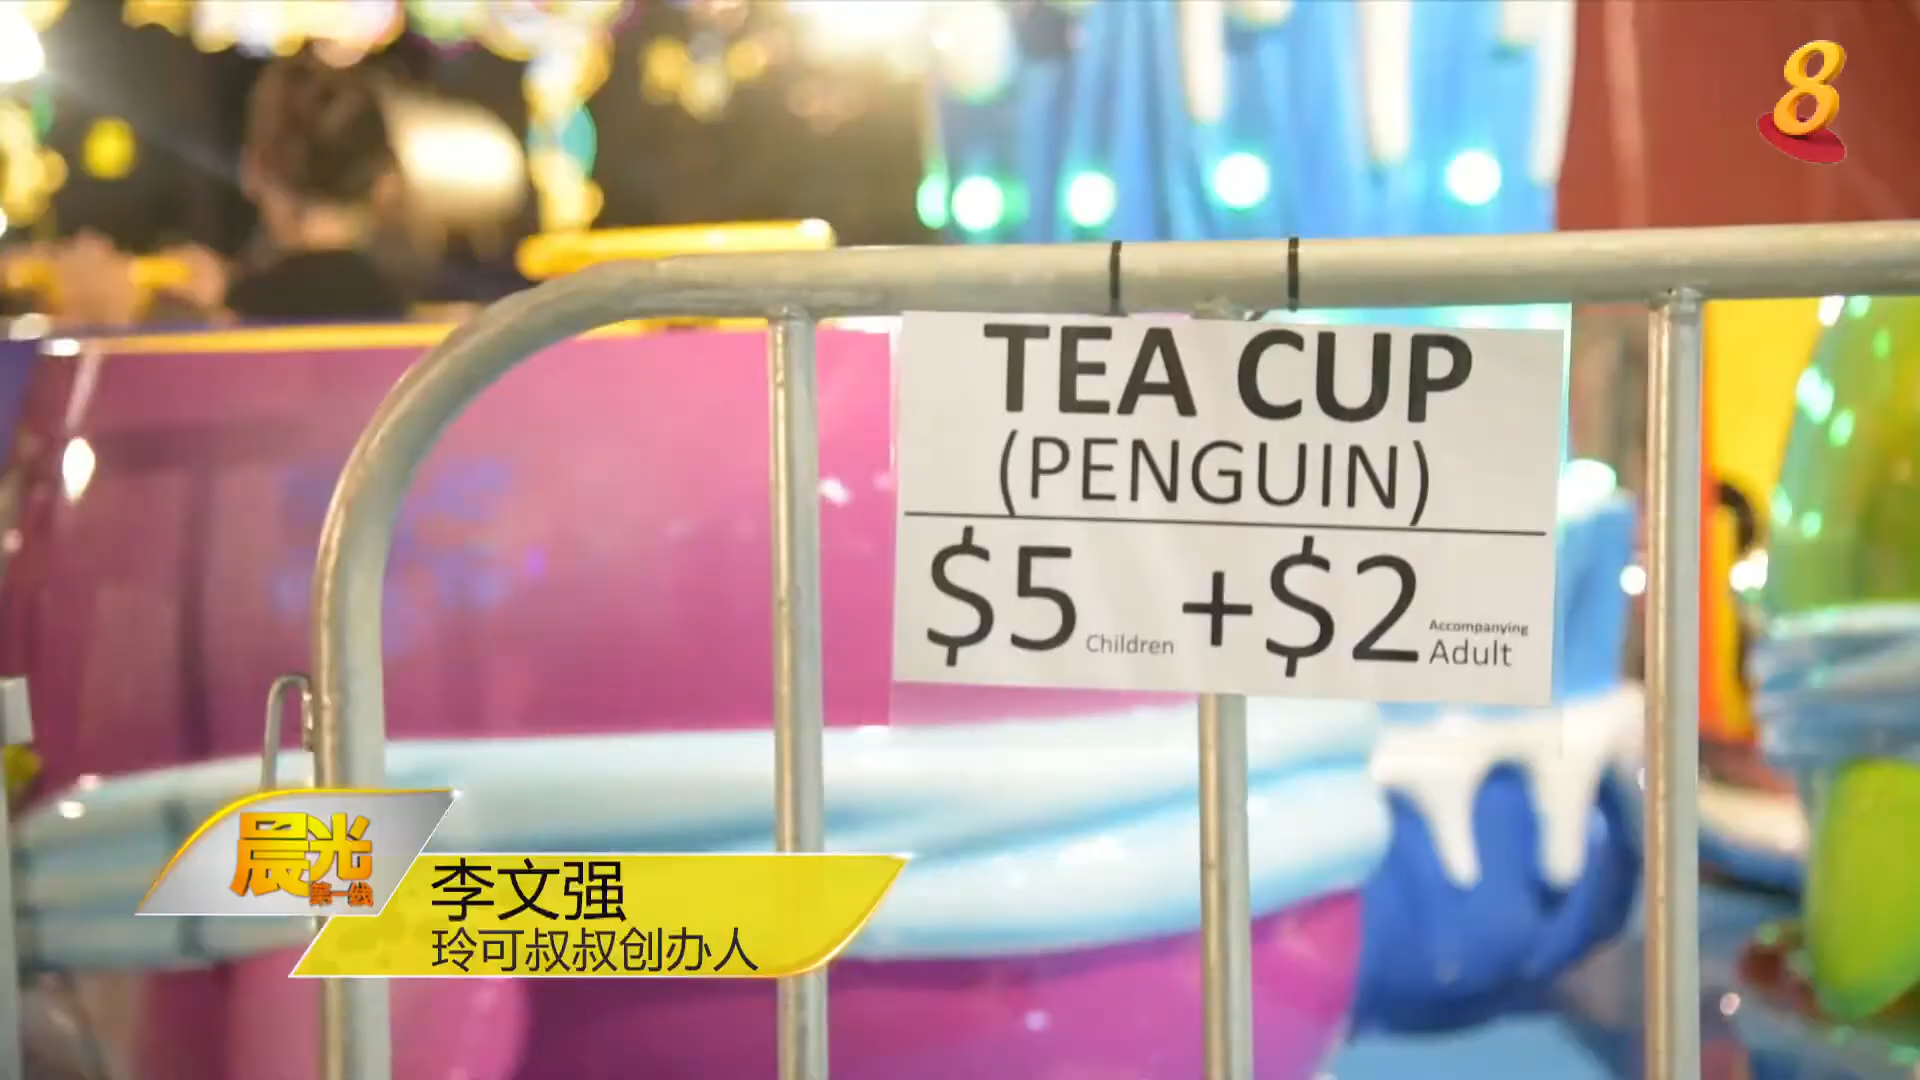 8
TEA CUP
(PENGUIN)
$5 Children +$2 Accompanying Adult
晨光
第一线
李文强
玲可叔叔创办人